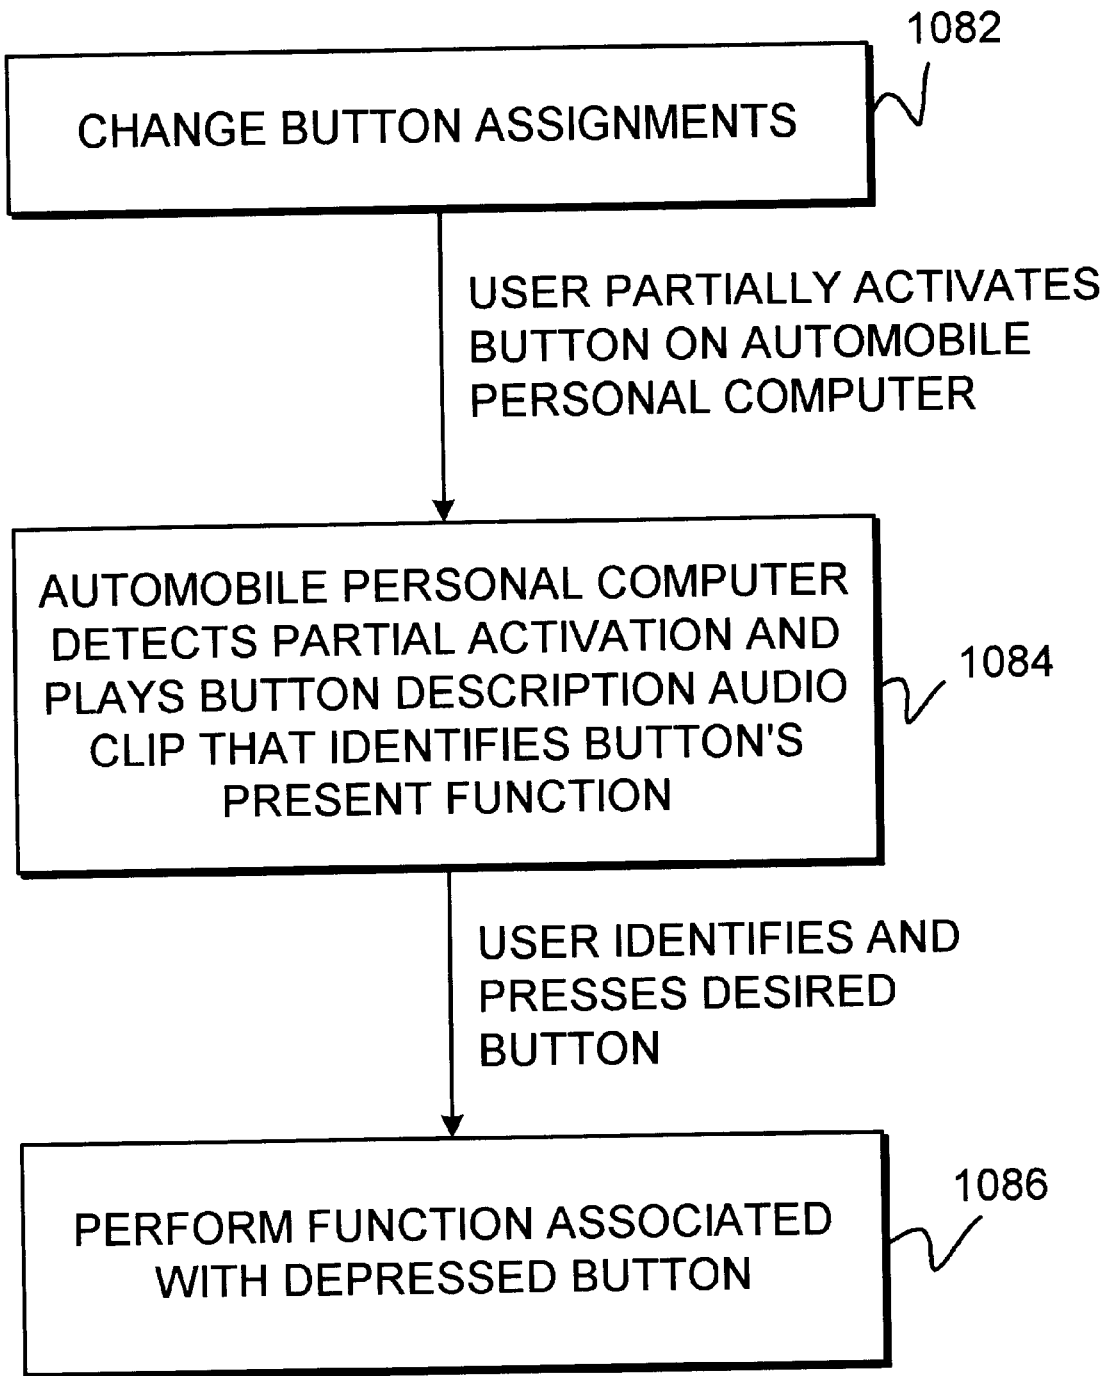 1082
CHANGE BUTTON ASSIGNMENTS
USER PARTIALLY ACTIVATES
BUTTON ON AUTOMOBILE
PERSONAL COMPUTER
AUTOMOBILE PERSONAL COMPUTER
DETECTS PARTIAL ACTIVATION AND
PLAYS BUTTON DESCRIPTION AUDIO
CLIP THAT IDENTIFIES BUTTON'S
PRESENT FUNCTION
1084
USER IDENTIFIES AND
PRESSES DESIRED
BUTTON
1086
PERFORM FUNCTION ASSOCIATED
WITH DEPRESSED BUTTON